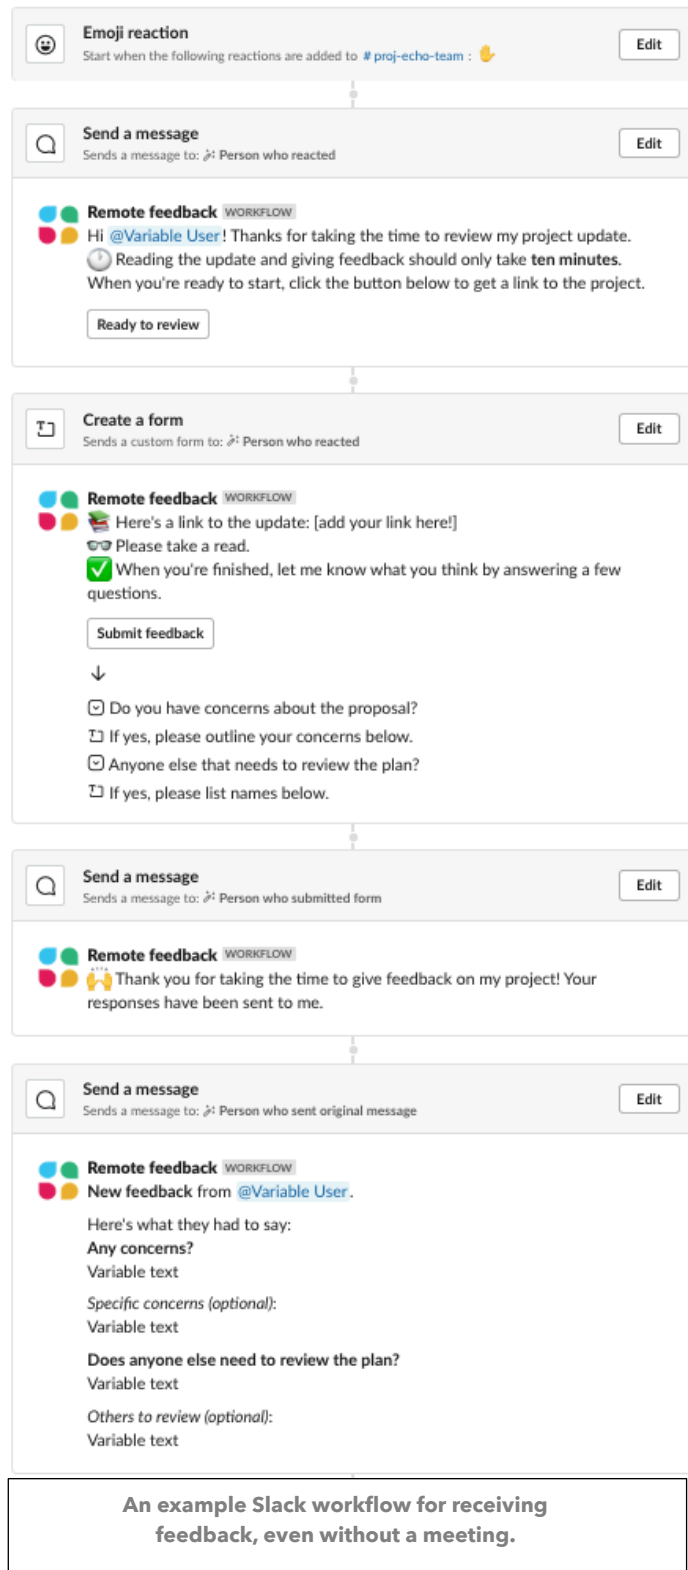 Emoji reaction
Edit
Start when the following reactions are added to # proj-echo-team : ✋
Send a message
Edit
Sends a message to: Person who reacted
Remote feedback WORKFLOW
Hi @Variable User! Thanks for taking the time to review my project update.
🕐 Reading the update and giving feedback should only take ten minutes.
When you're ready to start, click the button below to get a link to the project.
Ready to review
Create a form
Edit
Sends a custom form to: Person who reacted
Remote feedback WORKFLOW
📚 Here's a link to the update: [add your link here!]
👓 Please take a read.
✅ When you're finished, let me know what you think by answering a few
questions.
Submit feedback
↓
Do you have concerns about the proposal?
If yes, please outline your concerns below.
Anyone else that needs to review the plan?
If yes, please list names below.
Send a message
Edit
Sends a message to: Person who submitted form
Remote feedback WORKFLOW
🙌 Thank you for taking the time to give feedback on my project! Your
responses have been sent to me.
Send a message
Edit
Sends a message to: Person who sent original message
Remote feedback WORKFLOW
New feedback from @Variable User.
Here's what they had to say:
Any concerns?
Variable text
Specific concerns (optional):
Variable text
Does anyone else need to review the plan?
Variable text
Others to review (optional):
Variable text
An example Slack workflow for receiving
feedback, even without a meeting.